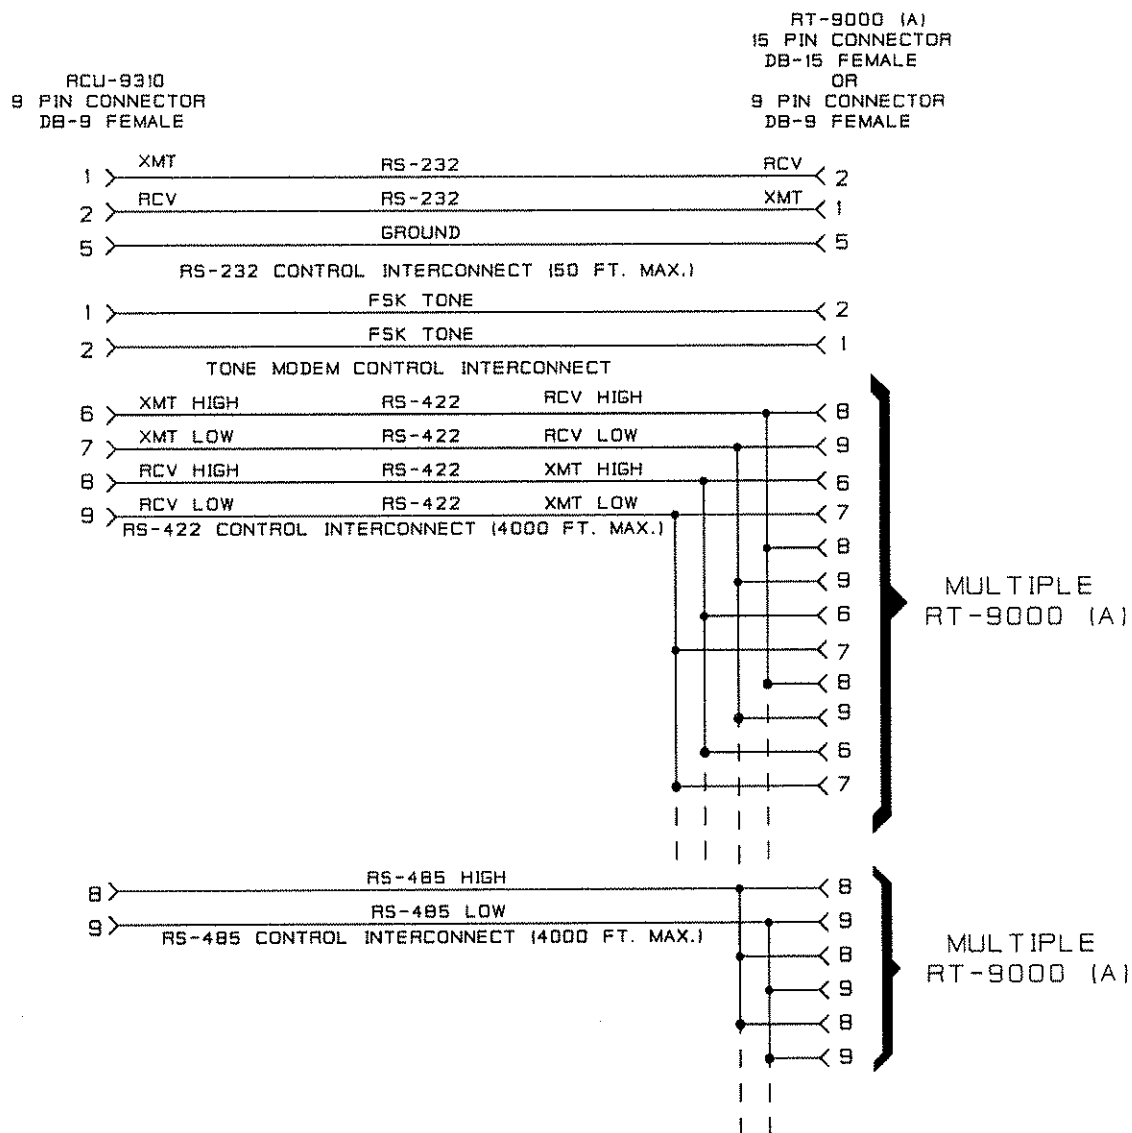 RT-9000 (A)
15 PIN CONNECTOR
DB-15 FEMALE
OR
9 PIN CONNECTOR
DB-9 FEMALE
RCU-9310
9 PIN CONNECTOR
DB-9 FEMALE
1 XMT RS-232 RCV 2
2 RCV RS-232 XMT 1
5 GROUND 5
RS-232 CONTROL INTERCONNECT (50 FT. MAX.)
1 FSK TONE 2
2 FSK TONE 1
TONE MODEM CONTROL INTERCONNECT
6 XMT HIGH RS-422 RCV HIGH 8
7 XMT LOW RS-422 RCV LOW 9
8 RCV HIGH RS-422 XMT HIGH 6
9 RCV LOW RS-422 XMT LOW 7
RS-422 CONTROL INTERCONNECT (4000 FT. MAX.)
8
9
6
7
8
9
6
7
MULTIPLE
RT-9000 (A)
8 RS-485 HIGH 8
9 RS-485 LOW 9
RS-485 CONTROL INTERCONNECT (4000 FT. MAX.)
8
9
8
9
MULTIPLE
RT-9000 (A)